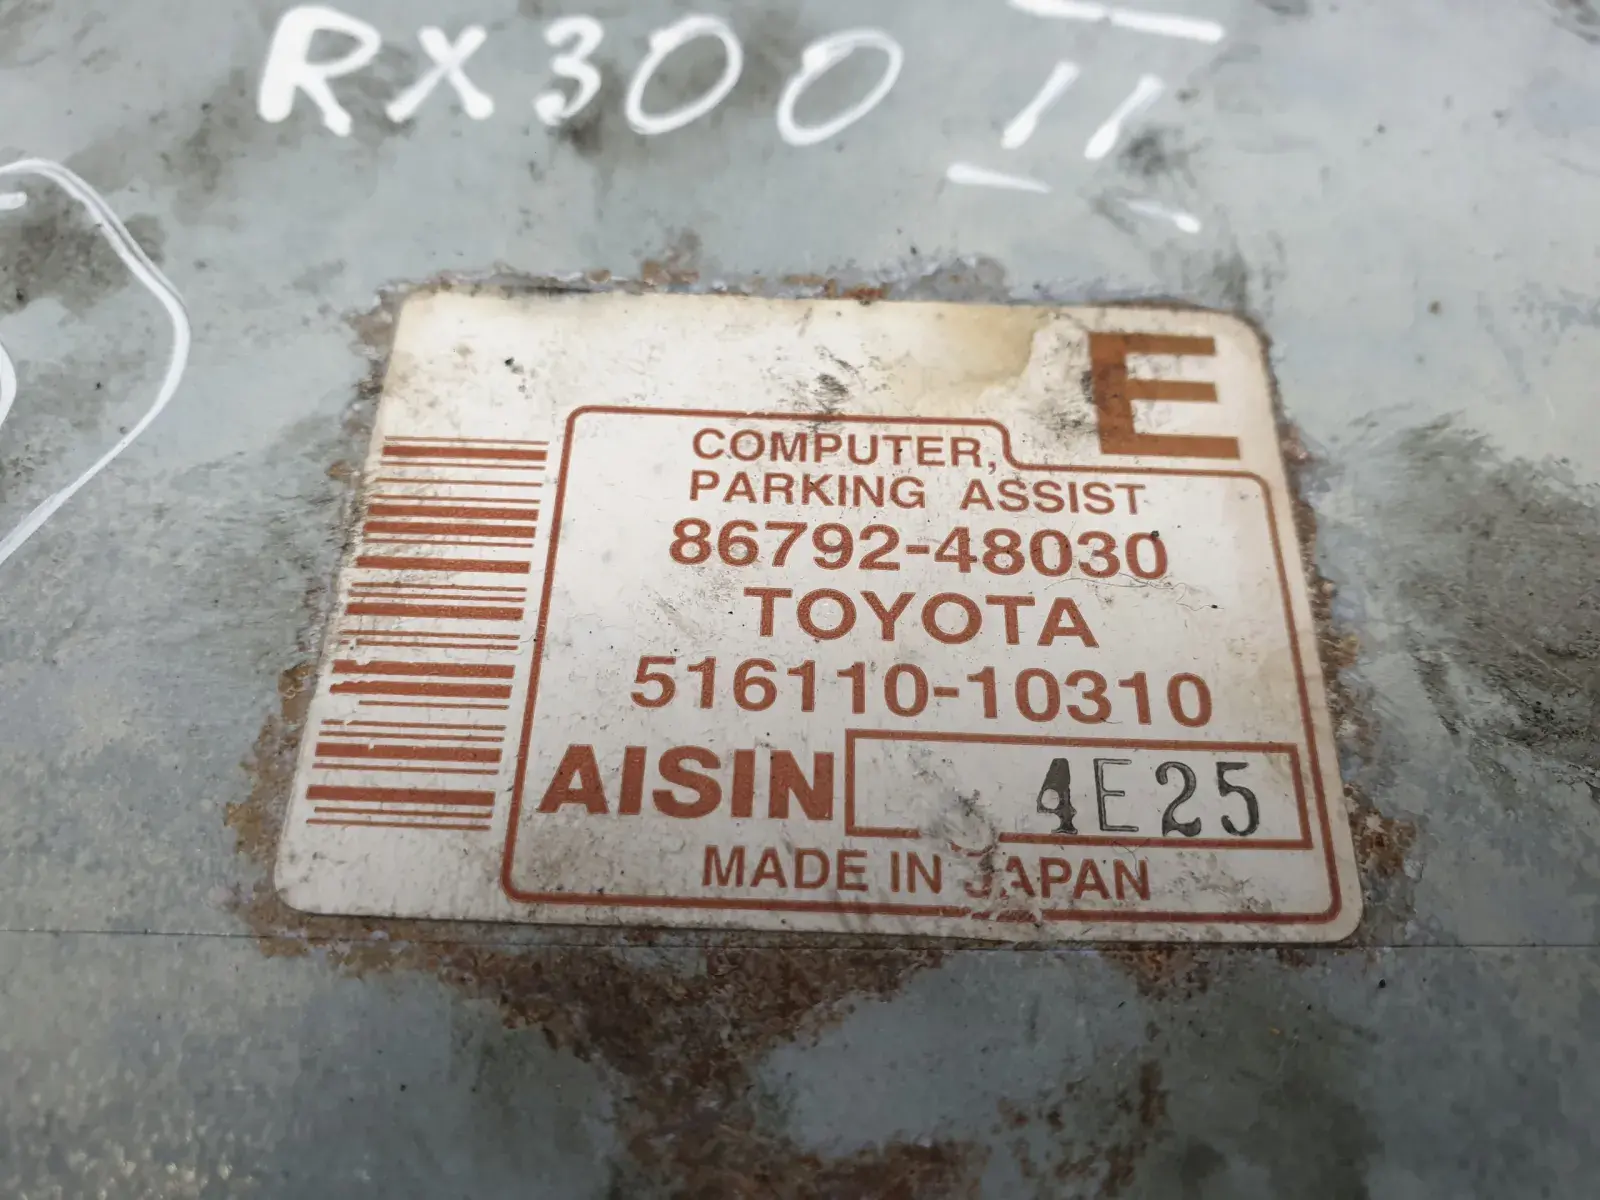 RX300 II
E
COMPUTER,
PARKING ASSIST
86792-48030
TOYOTA
516110-10310
AISIN 4E25
MADE IN JAPAN